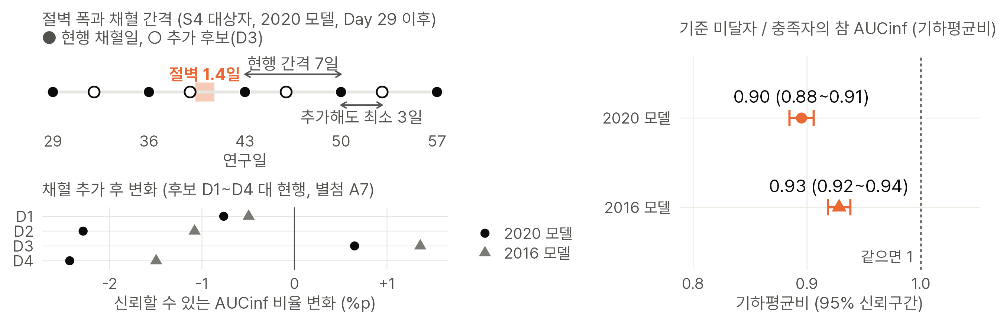 절벽 폭과 채혈 간격 (S4 대상자, 2020 모델, Day 29 이후)
● 현행 채혈일, ○ 추가 후보(D3)
현행 간격 7일
절벽 1.4일
추가해도 최소 3일
29 36 43 50 57
연구일
채혈 추가 후 변화 (후보 D1~D4 대 현행, 별첨 A7)
D1
D2
D3
D4
-2 -1 0 +1
신뢰할 수 있는 AUCinf 비율 변화 (%p)
2020 모델
2016 모델
기준 미달자 / 충족자의 참 AUCinf (기하평균비)
0.90 (0.88~0.91)
2020 모델
0.93 (0.92~0.94)
2016 모델
같으면 1
0.8 0.9 1.0
기하평균비 (95% 신뢰구간)